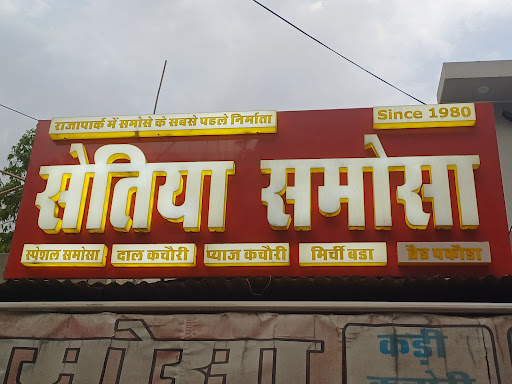 राजापार्क में समोसे के सबसे पहले निर्माता
Since 1980
सेतिया समोसा
स्पेशल समोसा दाल कचौरी प्याज कचौरी मिर्ची बडा ब्रैड पकौडा
कढ़ी